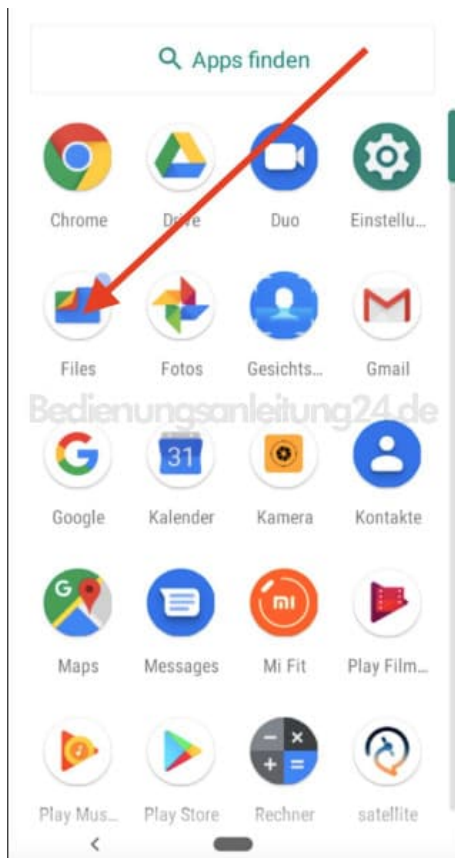 Apps finden
Chrome Drive Duo Einstellu...
Files Fotos Gesichts... Gmail
Bedienungsanleitung24.de
G 31
Google Kalender Kamera Kontakte
G mi
Maps Messages Mi Fit Play Film...
Play Mus... Play Store Rechner satellite